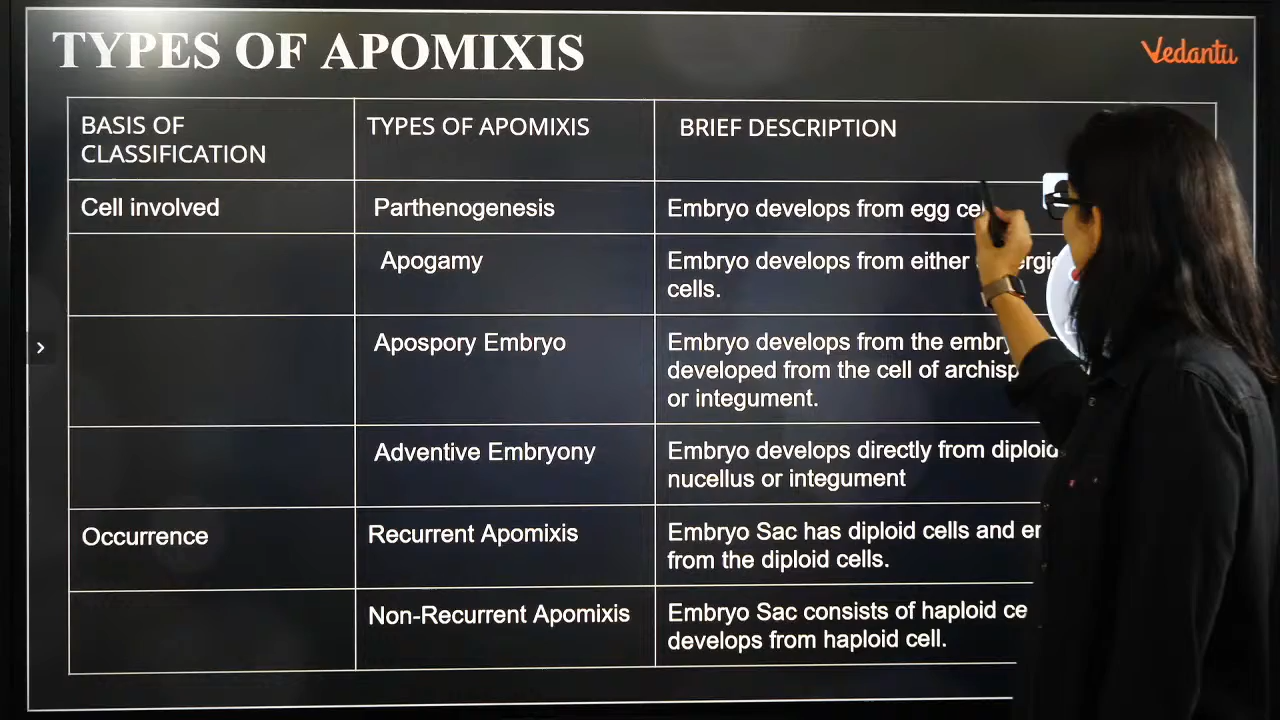 TYPES OF APOMIXIS
Vedantu
BASIS OF
CLASSIFICATION
TYPES OF APOMIXIS
BRIEF DESCRIPTION
Cell involved
Parthenogenesis
Embryo develops from egg
Apogamy
Embryo develops from either
cells.
Apospory Embryo
Embryo develops from the
developed from the cell of
or integument.
Adventive Embryony
Embryo develops directly from diploid
nucellus or integument
Occurrence
Recurrent Apomixis
Embryo Sac has diploid cells and
from the diploid cells.
Non-Recurrent Apomixis
Embryo Sac consists of haploid
develops from haploid cell.